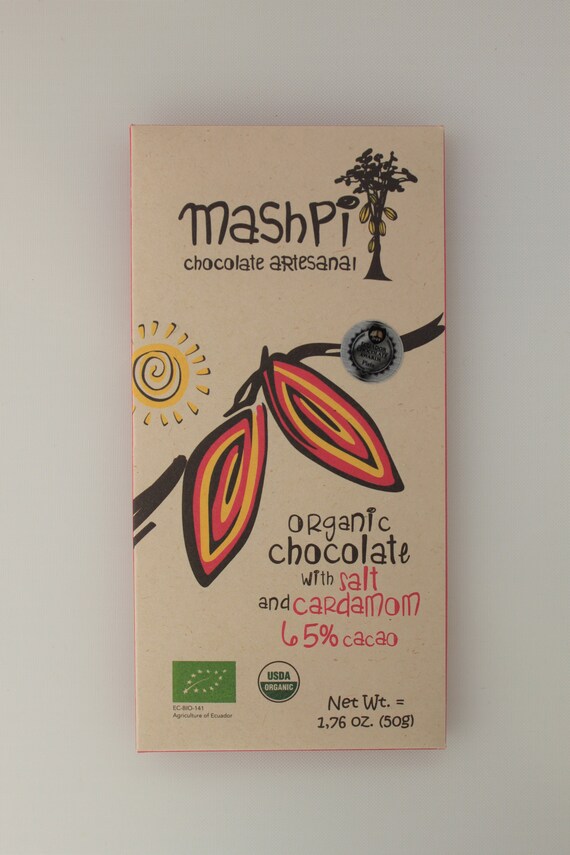 mashpi
chocolate artesanal
organic
chocolate
with salt
and cardamom
65% cacao
USDA
ORGANIC
EC-BIO-141
Agriculture of Ecuador
Net Wt. =
1,76 oz. (50g)